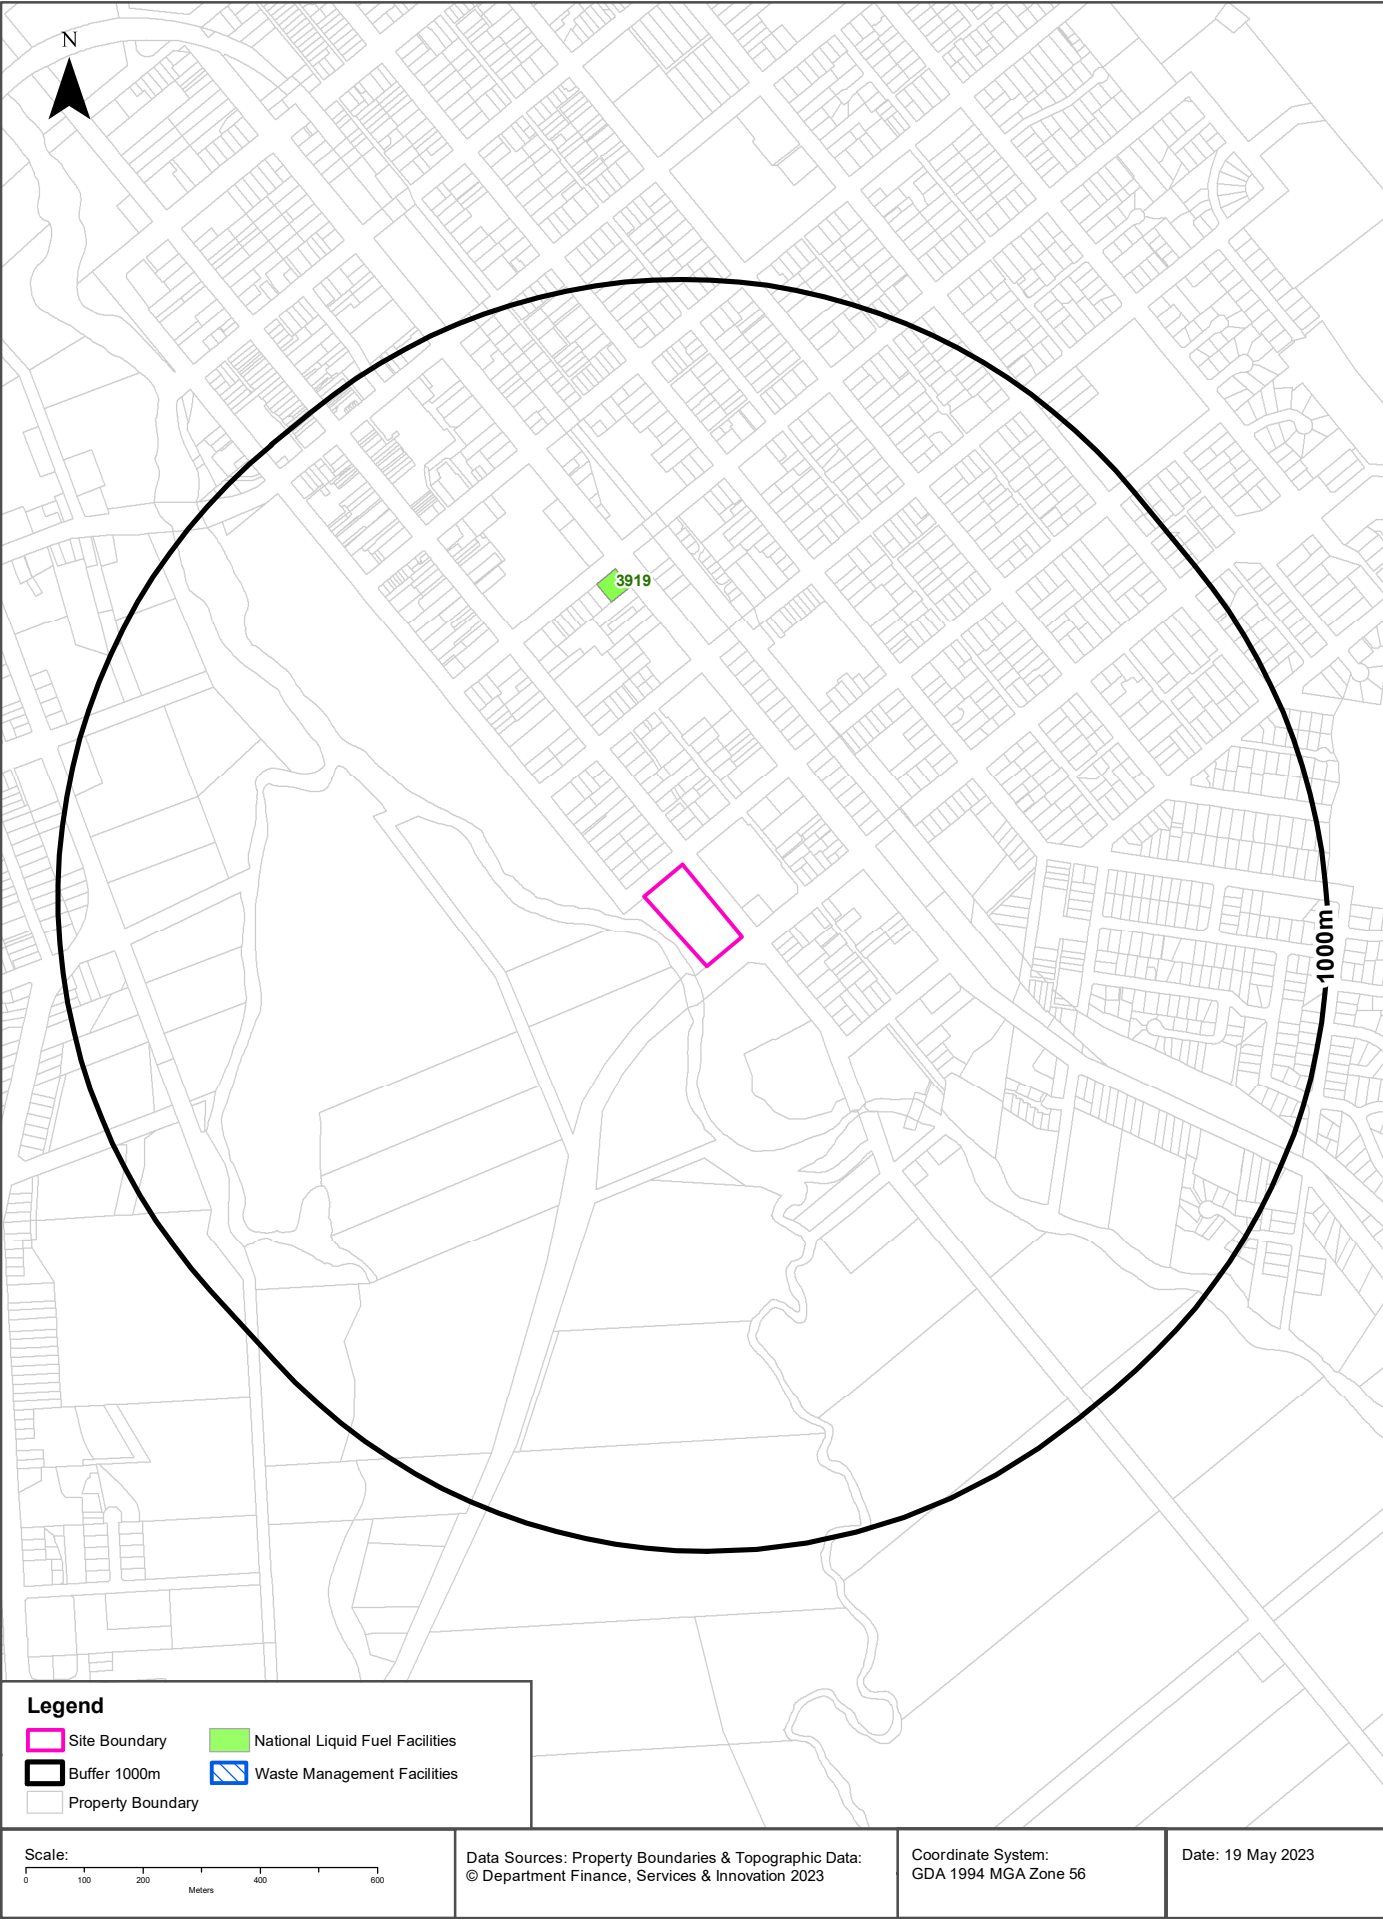 N
3919
1000m
Legend
Site Boundary
National Liquid Fuel Facilities
Buffer 1000m
Waste Management Facilities
Property Boundary
Scale:
0 100 200 400 600
Meters
Data Sources: Property Boundaries & Topographic Data:
© Department Finance, Services & Innovation 2023
Coordinate System:
GDA 1994 MGA Zone 56
Date: 19 May 2023